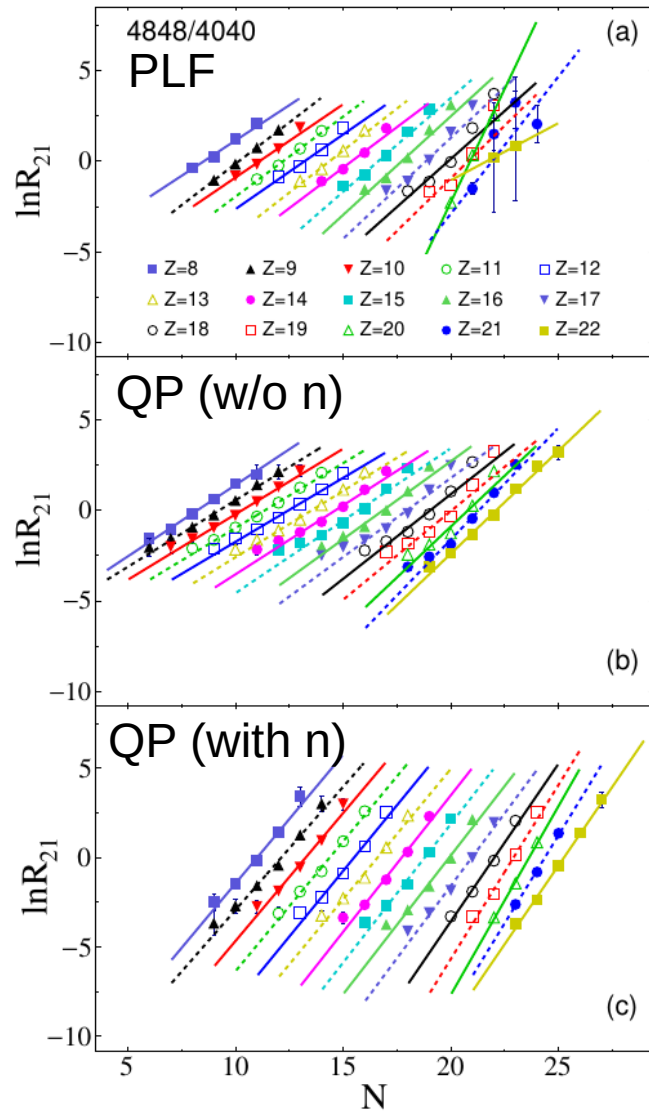 4848/4040 (a)
PLF
5
0
−5
−10
lnR21
Z=8 Z=9 Z=10 Z=11 Z=12
Z=13 Z=14 Z=15 Z=16 Z=17
Z=18 Z=19 Z=20 Z=21 Z=22
QP (w/o n)
5
0
−5
−10
lnR21
(b)
QP (with n)
5
0
−5
−10
lnR21
(c)
5 10 15 20 25
N